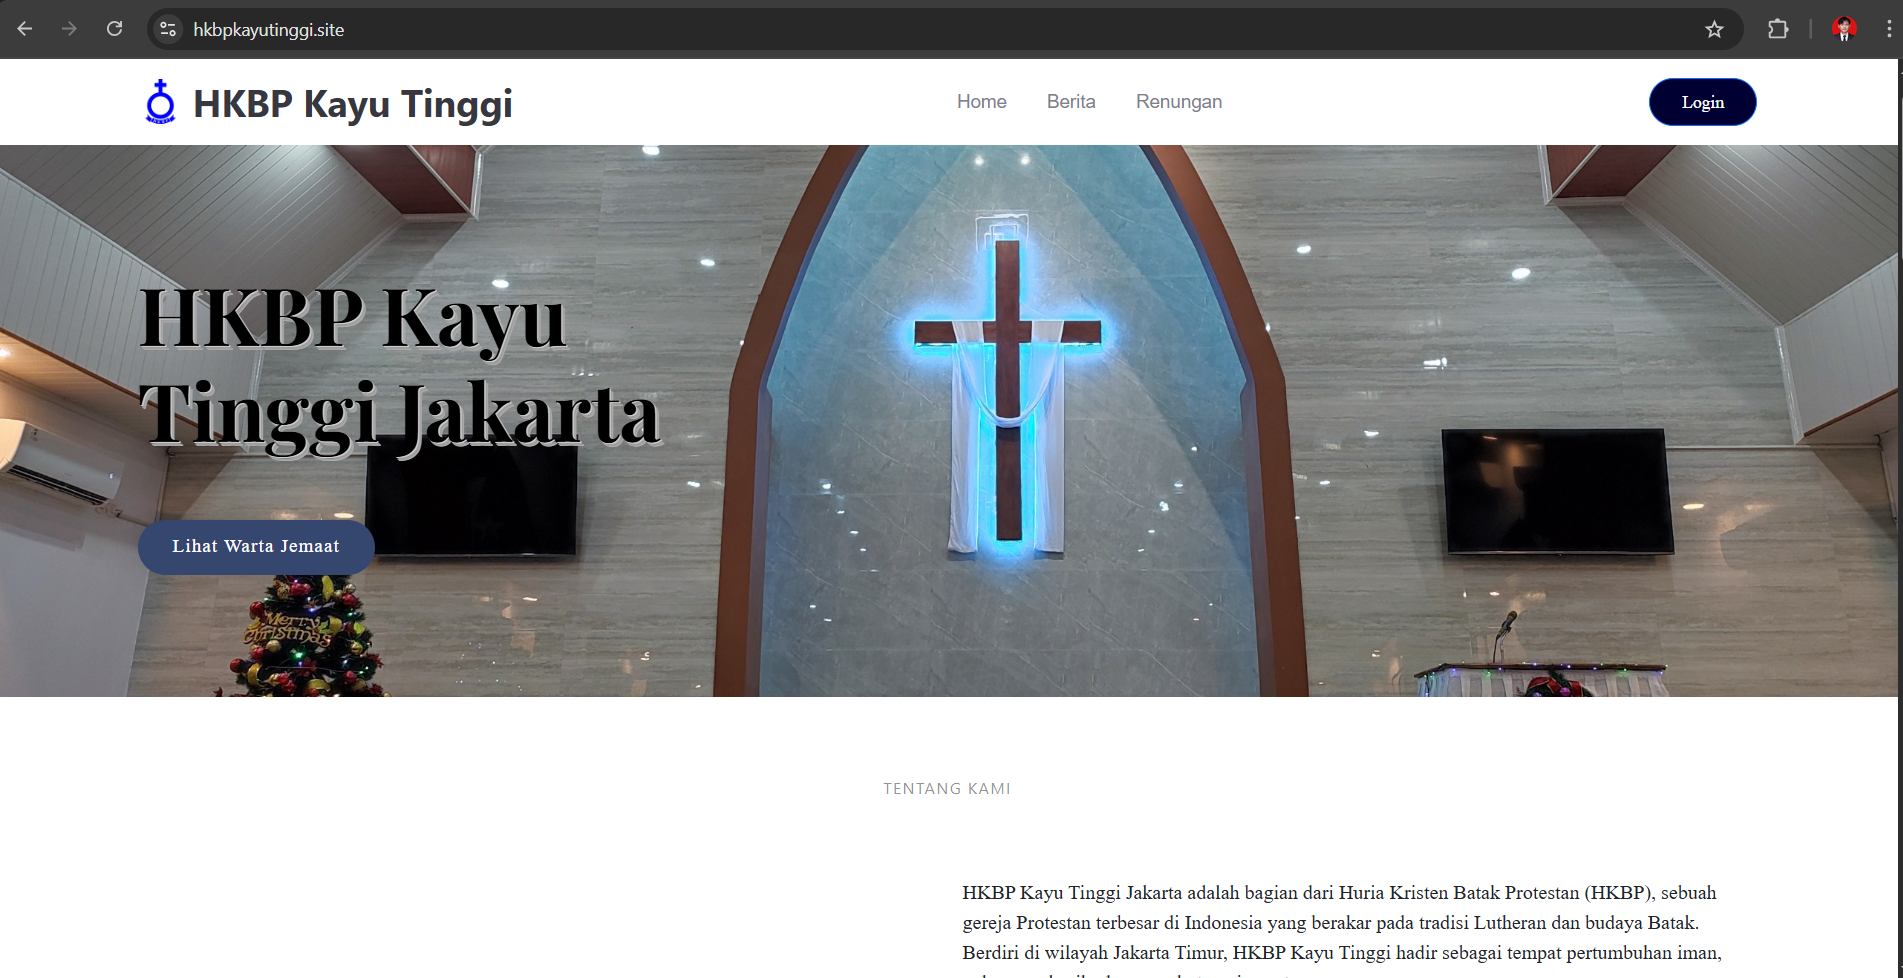 hkbpkayutinggi.site
HKBP Kayu Tinggi
Home
Berita
Renungan
Login
HKBP Kayu
Tinggi Jakarta
Lihat Warta Jemaat
Merry
Christmas
TENTANG KAMI
HKBP Kayu Tinggi Jakarta adalah bagian dari Huria Kristen Batak Protestan (HKBP), sebuah
gereja Protestan terbesar di Indonesia yang berakar pada tradisi Lutheran dan budaya Batak.
Berdiri di wilayah Jakarta Timur, HKBP Kayu Tinggi hadir sebagai tempat pertumbuhan iman,